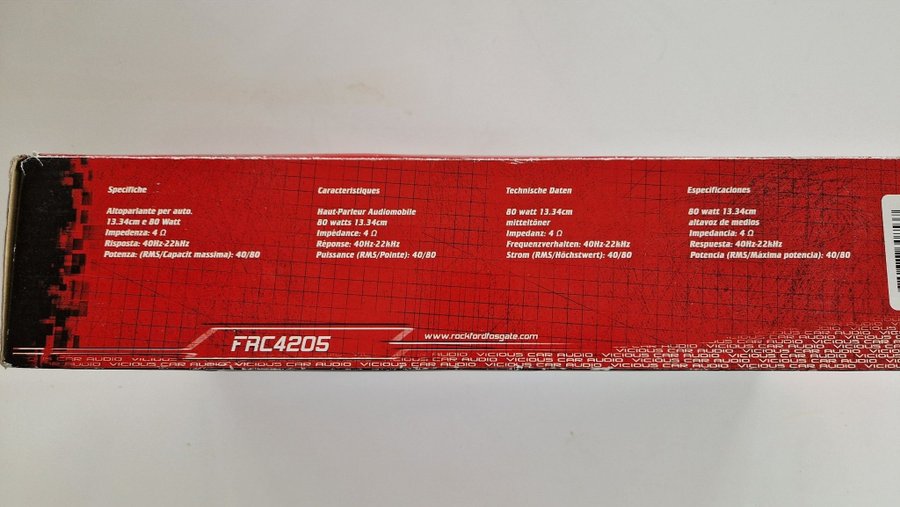 Specifiche
Altoparlante per auto.
13.34cm e 80 Watt
Impedenza: 4 Ω
Risposta: 40Hz-22kHz
Potenza: (RMS/Capacit massima): 40/80
Caracteristiques
Haut-Parleur Audiomobile
80 watts 13.34cm
Impèdance: 4 Ω
Rèponse: 40Hz-22kHz
Puissance (RMS/Pointe): 40/80
Technische Daten
80 watt 13.34cm
mitteltöner
Impedanz: 4 Ω
Frequenzverhalten: 40Hz-22kHz
Strom (RMS/Höchstwert): 40/80
Especificaciones
80 watt 13.34cm
altavoz de medios
Impedancia: 4 Ω
Respuesta: 40Hz-22kHz
Potencia (RMS/Máxima potencia): 40/80
FRC4205
www.rockfordfosgate.com
VICIOUS CAR AUDIO VICIOUS
CAR AUDIO VICIOUS AUDIO VICIOUS CAR AUDIO VICIOUS CAR AUDIO VICIOUS CAR AUDIO
VICIOUS CAR AUDIO VICIOUS CAR AUDIO VICIOUS CAR AUDIO